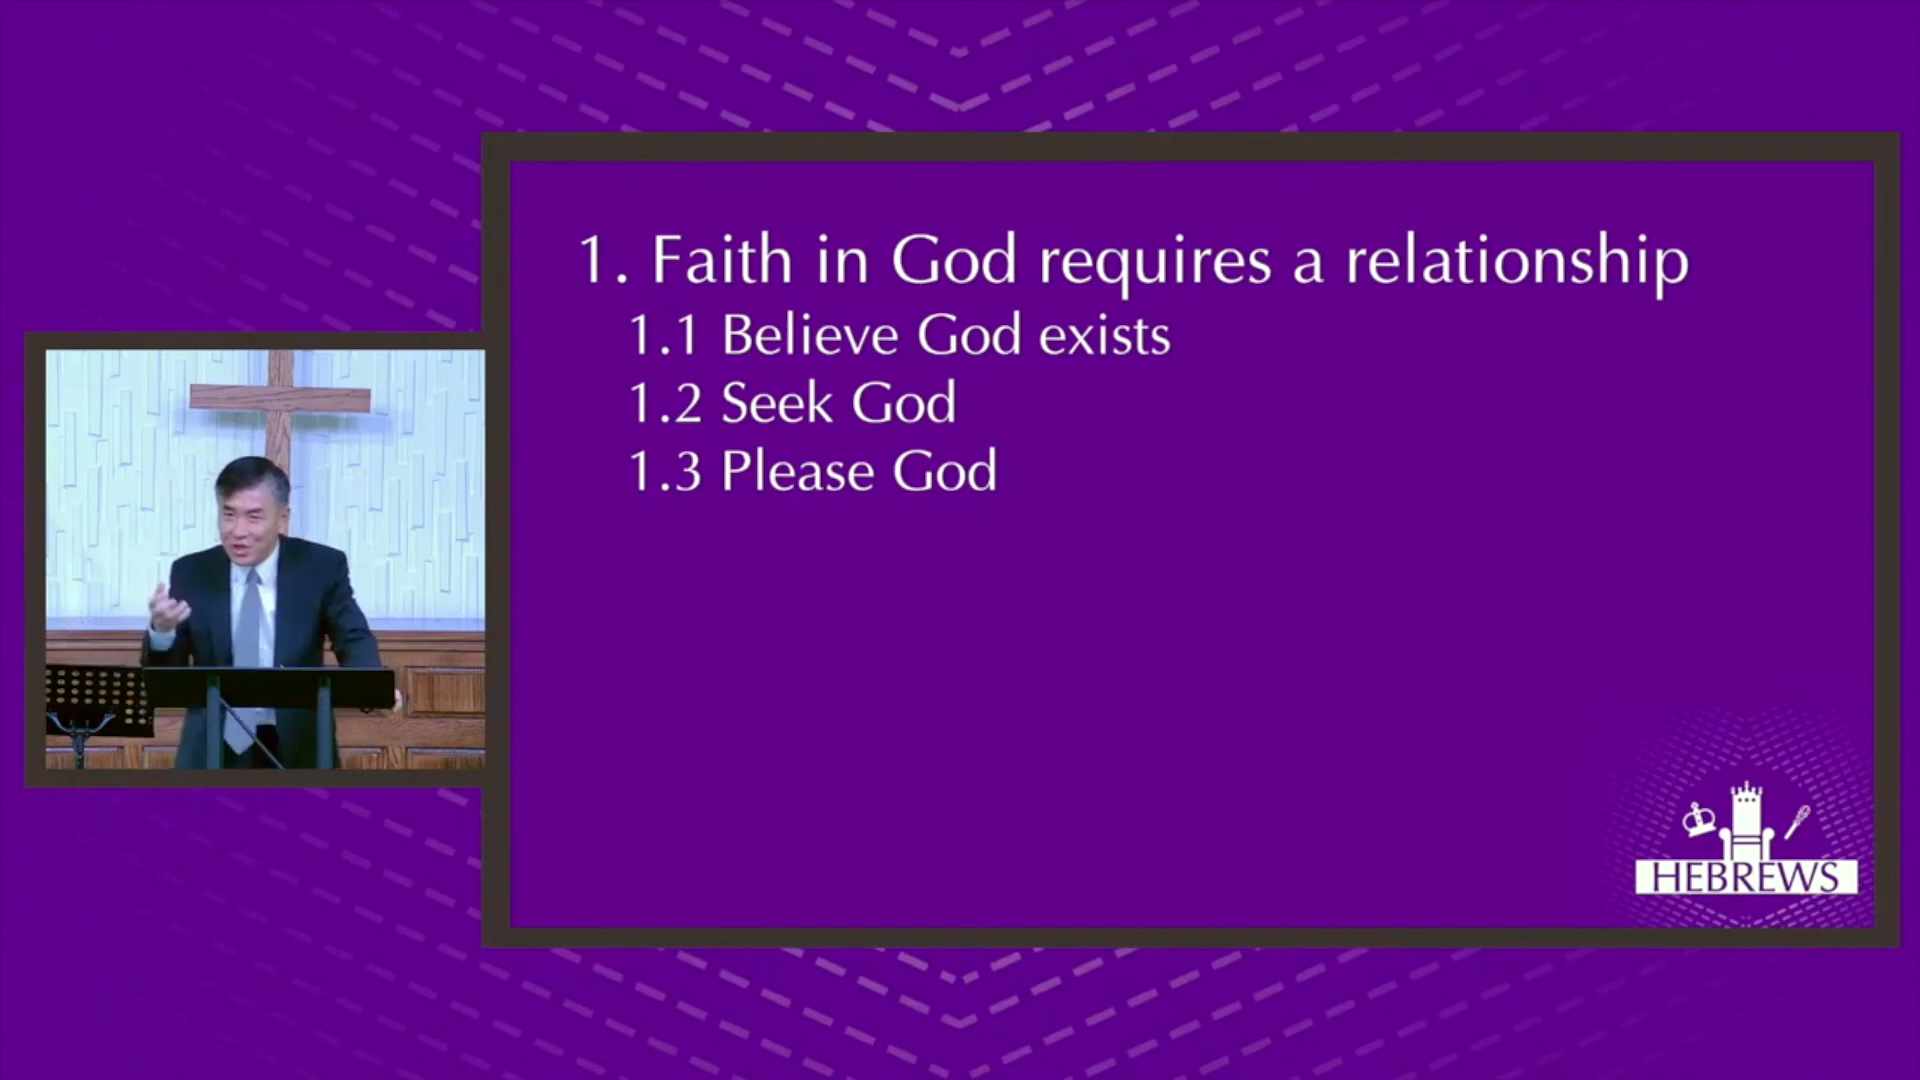 1. Faith in God requires a relationship
1.1 Believe God exists
1.2 Seek God
1.3 Please God
HEBREWS